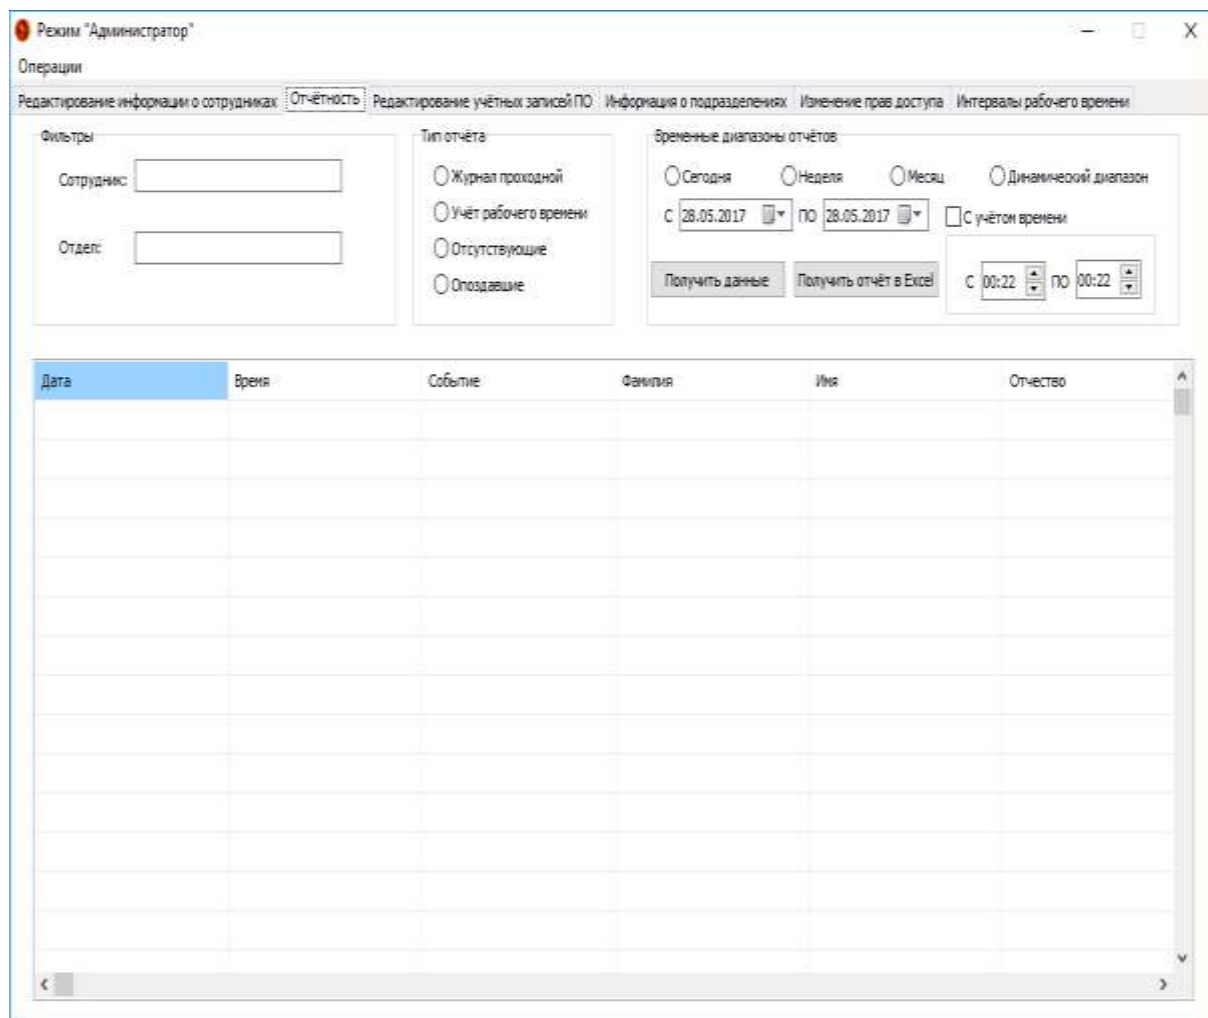 Режим "Администратор"
Операции
Редактирование информации о сотрудниках Отчётность Редактирование учётных записей ПО Информация о подразделениях Изменение прав доступа Интервалы рабочего времени
Фильтры
Сотрудник:
Отдел:
Тип отчёта
Журнал проходной
Учёт рабочего времени
Отсутствующие
Опоздавшие
Временные диапазоны отчётов
Сегодня Неделя Месяц Динамический диапазон
С 28.05.2017 ПО 28.05.2017 С учётом времени
Получить данные Получить отчёт в Excel С 00:22 ПО 00:22
Дата Время Событие Фамилия Имя Отчество